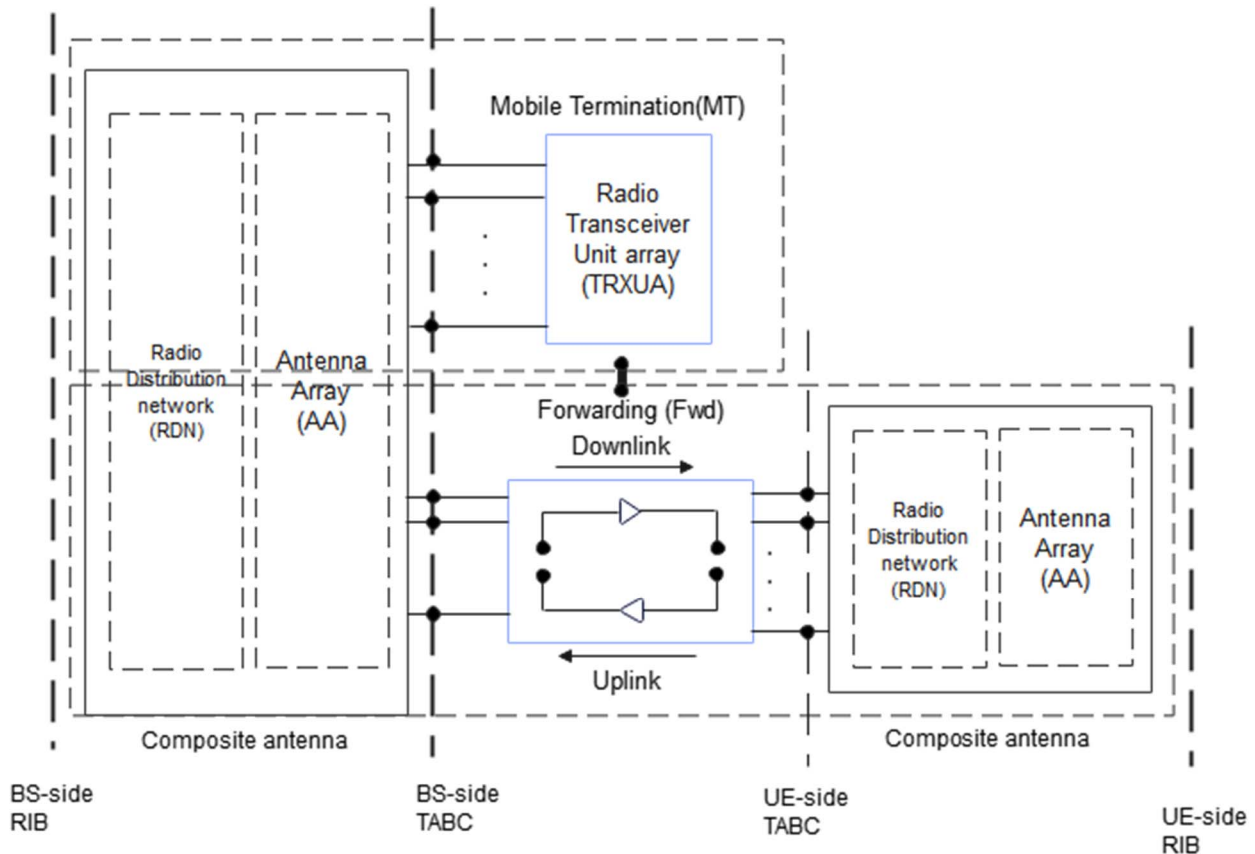 Mobile Termination(MT)
Radio
Transceiver
Unit array
(TRXUA)
Radio
Distribution
network
(RDN)
Antenna
Array
(AA)
Forwarding (Fwd)
Downlink
Uplink
Radio
Distribution
network
(RDN)
Antenna
Array
(AA)
Composite antenna
Composite antenna
BS-side
RIB
BS-side
TABC
UE-side
TABC
UE-side
RIB